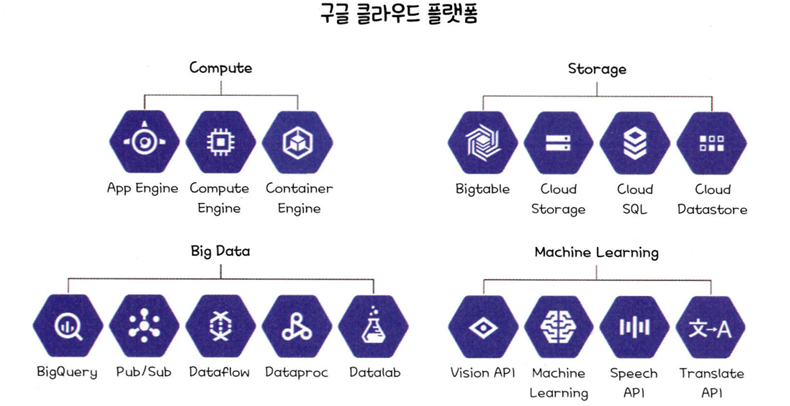 구글 클라우드 플랫폼
Compute
App Engine
Compute
Engine
Container
Engine
Storage
Bigtable
Cloud
Storage
Cloud
SQL
Cloud
Datastore
Big Data
BigQuery
Pub/Sub
Dataflow
Dataproc
Datalab
Machine Learning
Vision API
Machine
Learning
Speech
API
文→A
Translate
API